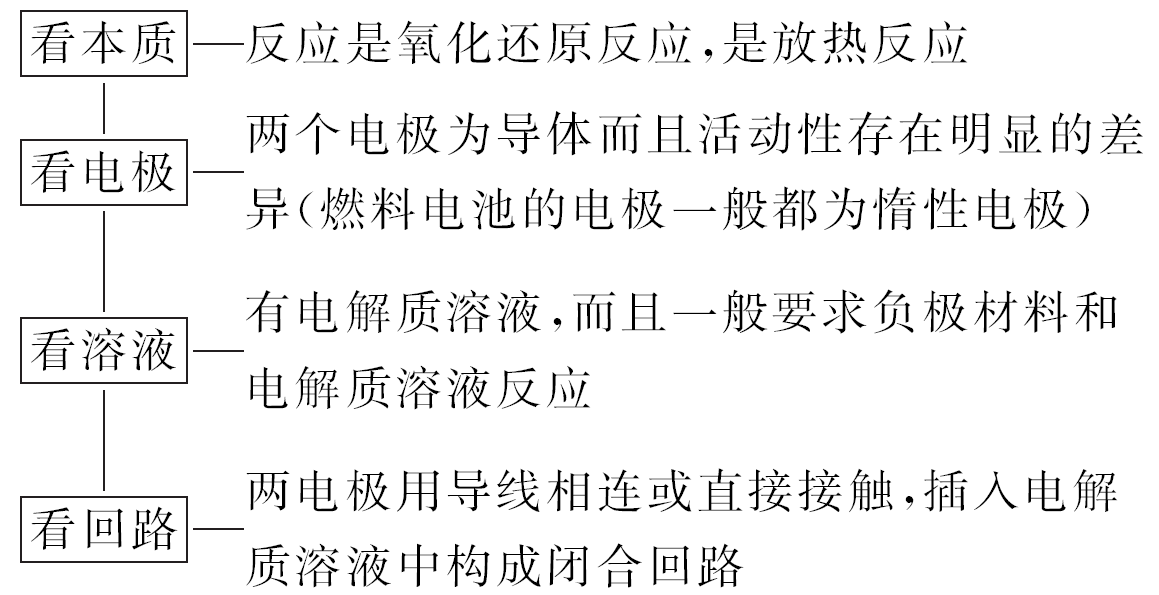 看本质 反应是氧化还原反应,是放热反应
两个电极为导体而且活动性存在明显的差
看电极
异(燃料电池的电极一般都为惰性电极)
有电解质溶液,而且一般要求负极材料和
看溶液
电解质溶液反应
两电极用导线相连或直接接触,插入电解
看回路
质溶液中构成闭合回路